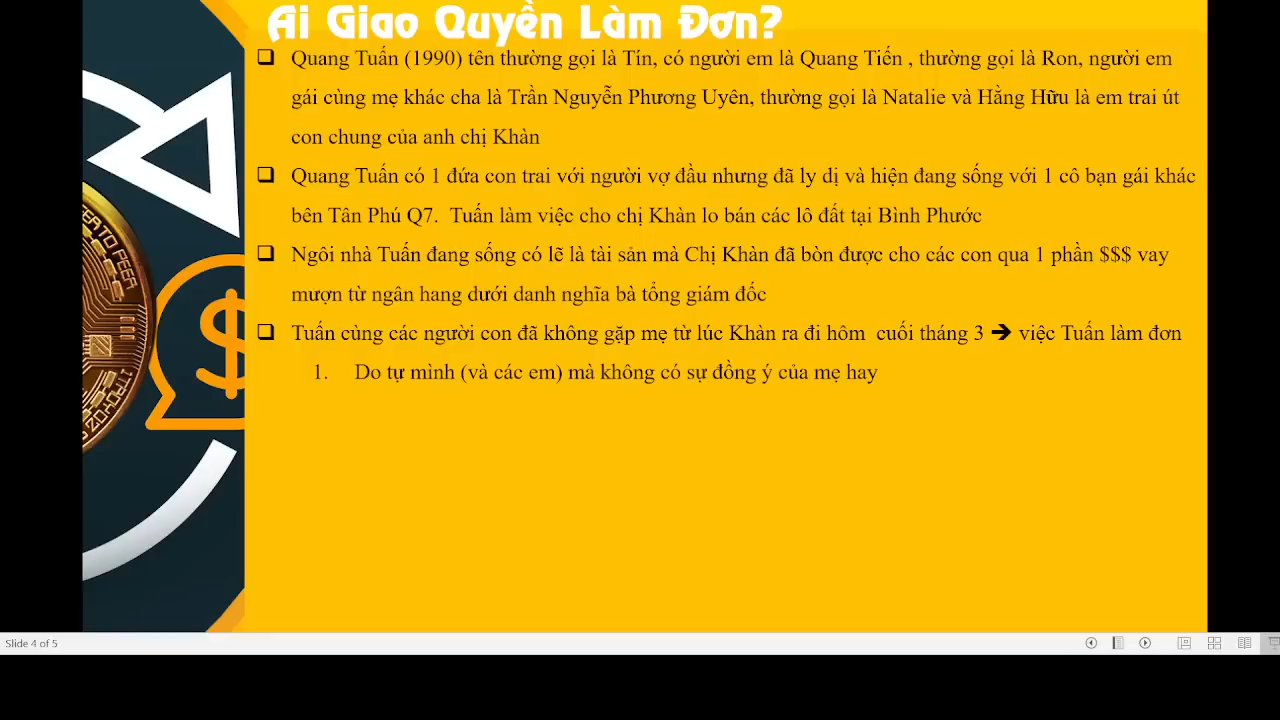 Ai Giao Quyền Làm Đơn?
❑ Quang Tuấn (1990) tên thường gọi là Tín, có người em là Quang Tiến , thường gọi là Ron, người em
gái cùng mẹ khác cha là Trần Nguyễn Phương Uyên, thường gọi là Natalie và Hằng Hữu là em trai út
con chung của anh chị Khàn
❑ Quang Tuấn có 1 đứa con trai với người vợ đầu nhưng đã ly dị và hiện đang sống với 1 cô bạn gái khác
bên Tân Phú Q7. Tuấn làm việc cho chị Khàn lo bán các lô đất tại Bình Phước
❑ Ngôi nhà Tuấn đang sống có lẽ là tài sản mà Chị Khàn đã bòn được cho các con qua 1 phần $$$ vay
mượn từ ngân hang dưới danh nghĩa bà tổng giám đốc
❑ Tuấn cùng các người con đã không gặp mẹ từ lúc Khàn ra đi hôm cuối tháng 3 ➔ việc Tuấn làm đơn
1. Do tự mình (và các em) mà không có sự đồng ý của mẹ hay
PEER TO PEER
$
Slide 4 of 5